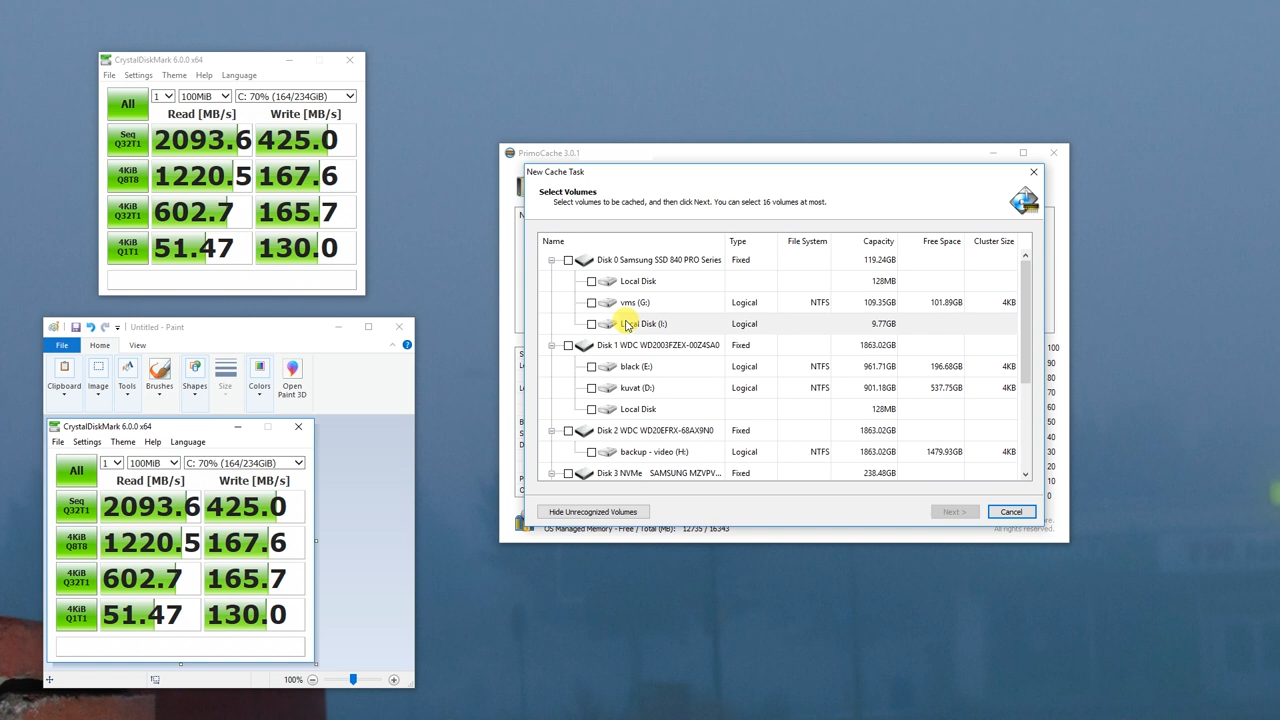 CrystalDiskMark 6.0.0 x64
File Settings Theme Help Language
All 1 100MiB C: 70% (164/234GiB)
Read [MB/s] Write [MB/s]
Seq Q32T1 2093.6 425.0
4KiB Q8T8 1220.5 167.6
4KiB Q32T1 602.7 165.7
4KiB Q1T1 51.47 130.0
Untitled - Paint
File Home View
Clipboard Image Tools Brushes Shapes Size Colors Open Paint 3D
CrystalDiskMark 6.0.0 x64
File Settings Theme Help Language
All 1 100MiB C: 70% (164/234GiB)
Read [MB/s] Write [MB/s]
Seq Q32T1 2093.6 425.0
4KiB Q8T8 1220.5 167.6
4KiB Q32T1 602.7 165.7
4KiB Q1T1 51.47 130.0
100%
PrimoCache 3.0.1
New Cache Task
Select Volumes
Select volumes to be cached, and then click Next. You can select 16 volumes at most.
Name Type File System Capacity Free Space Cluster Size
Disk 0 Samsung SSD 840 PRO Series Fixed 119.24GB
Local Disk 128MB
vms (G:) Logical NTFS 109.35GB 101.89GB 4KB
Local Disk (I:) Logical 9.77GB
Disk 1 WDC WD2003FZEX-00Z4SA0 Fixed 1863.02GB
black (E:) Logical NTFS 961.71GB 196.68GB 4KB
kuvat (D:) Logical NTFS 901.18GB 537.75GB 4KB
Local Disk 128MB
Disk 2 WDC WD20EFRX-68AX9N0 Fixed 1863.02GB
backup - video (H:) Logical NTFS 1863.02GB 1479.93GB 4KB
Disk 3 NVMe SAMSUNG MZVPV... Fixed 238.48GB
Hide Unrecognized Volumes Next > Cancel
100
90
80
70
60
50
40
30
20
10
0
OS Managed Memory - Free / Total (MB): 12735 / 16343
All rights reserved.